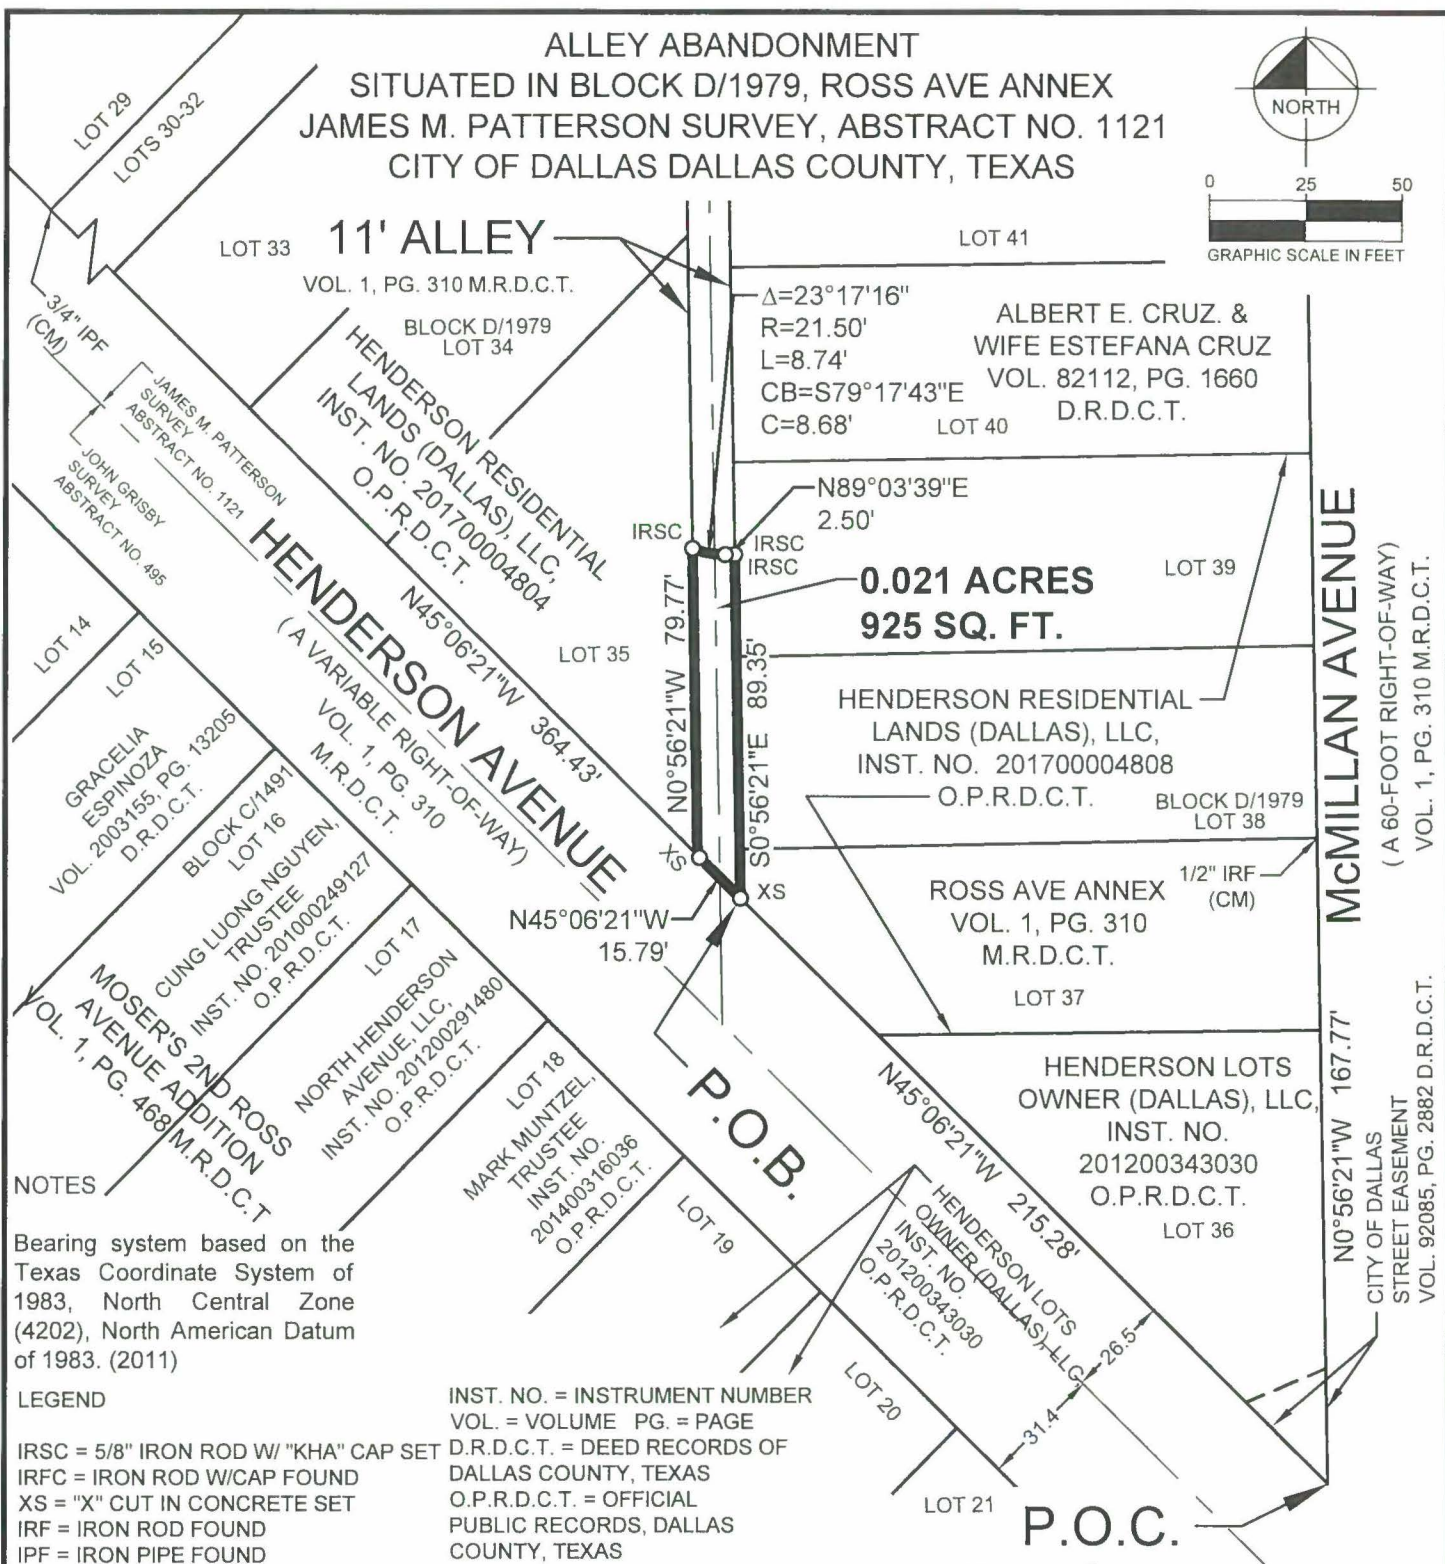 ALLEY ABANDONMENT
SITUATED IN BLOCK D/1979, ROSS AVE ANNEX
JAMES M. PATTERSON SURVEY, ABSTRACT NO. 1121
CITY OF DALLAS DALLAS COUNTY, TEXAS
NORTH
0 25 50
GRAPHIC SCALE IN FEET
LOT 29
LOTS 30-32
LOT 33
11' ALLEY
VOL. 1, PG. 310 M.R.D.C.T.
BLOCK D/1979
LOT 34
LOT 41
3/4" IPF
(CM)
JAMES M. PATTERSON
SURVEY
ABSTRACT NO. 1121
JOHN GRISBY
SURVEY
ABSTRACT NO. 495
HENDERSON RESIDENTIAL
LANDS (DALLAS), LLC,
INST. NO. 201700004804
O.P.R.D.C.T.
Δ=23°17'16"
R=21.50'
L=8.74'
CB=S79°17'43"E
C=8.68'
ALBERT E. CRUZ. &
WIFE ESTEFANA CRUZ
VOL. 82112, PG. 1660
D.R.D.C.T.
LOT 40
N89°03'39"E
2.50'
IRSC
IRSC
IRSC
0.021 ACRES
925 SQ. FT.
LOT 39
McMILLAN AVENUE
( A 60-FOOT RIGHT-OF-WAY)
VOL. 1, PG. 310 M.R.D.C.T.
HENDERSON AVENUE
( A VARIABLE RIGHT-OF-WAY)
VOL. 1, PG. 310
M.R.D.C.T.
N45°06'21"W 364.43'
LOT 35
N0°56'21"W 79.77'
S0°56'21"E 89.35'
HENDERSON RESIDENTIAL
LANDS (DALLAS), LLC,
INST. NO. 201700004808
O.P.R.D.C.T.
BLOCK D/1979
LOT 38
LOT 14
LOT 15
GRACELIA
ESPINOZA
VOL. 2003155, PG. 13205
D.R.D.C.T.
BLOCK C/1491
LOT 16
CUNG LUONG NGUYEN,
TRUSTEE
INST. NO. 201000249127
O.P.R.D.C.T.
XS
XS
N45°06'21"W
15.79'
ROSS AVE ANNEX
VOL. 1, PG. 310
M.R.D.C.T.
1/2" IRF
(CM)
LOT 37
MOSER'S 2ND ROSS
AVENUE ADDITION
VOL. 1, PG. 468 M.R.D.C.T
LOT 17
NORTH HENDERSON
AVENUE, LLC,
INST. NO. 201200291480
O.P.R.D.C.T.
LOT 18
MARK MUNTZEL,
TRUSTEE
INST. NO.
201400316036
O.P.R.D.C.T.
LOT 19
P.O.B.
N45°06'21"W 215.28'
HENDERSON LOTS
OWNER (DALLAS), LLC,
INST. NO.
201200343030
O.P.R.D.C.T.
LOT 36
N0°56'21"W 167.77'
CITY OF DALLAS
STREET EASEMENT
VOL. 92085, PG. 2882 D.R.D.C.T.
HENDERSON LOTS
OWNER (DALLAS), LLC,
INST. NO.
201200343030
O.P.R.D.C.T.
26.5
31.4
LOT 20
LOT 21
P.O.C.
NOTES
Bearing system based on the
Texas Coordinate System of
1983, North Central Zone
(4202), North American Datum
of 1983. (2011)
LEGEND
IRSC = 5/8" IRON ROD W/ "KHA" CAP SET
IRFC = IRON ROD W/CAP FOUND
XS = "X" CUT IN CONCRETE SET
IRF = IRON ROD FOUND
IPF = IRON PIPE FOUND
INST. NO. = INSTRUMENT NUMBER
VOL. = VOLUME PG. = PAGE
D.R.D.C.T. = DEED RECORDS OF
DALLAS COUNTY, TEXAS
O.P.R.D.C.T. = OFFICIAL
PUBLIC RECORDS, DALLAS
COUNTY, TEXAS